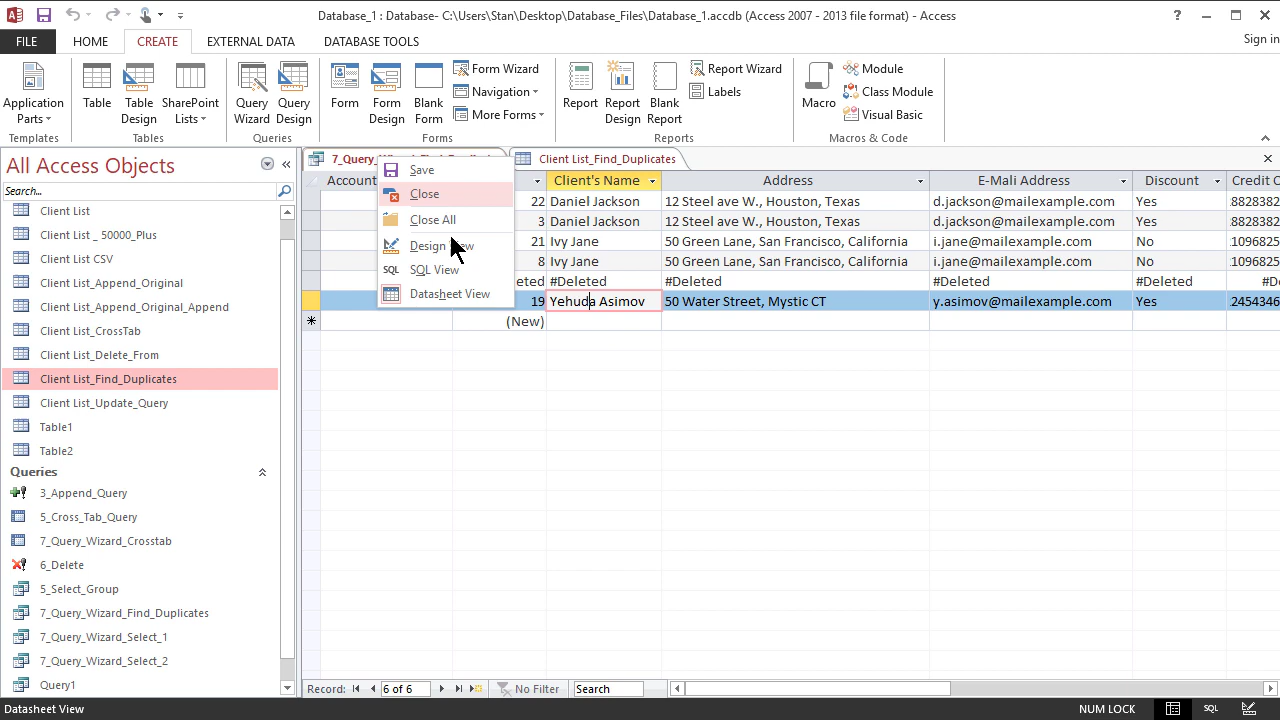 Database_1 : Database- C:\Users\Stan\Desktop\Database_Files\Database_1.accdb (Access 2007 - 2013 file format) - Access
FILE HOME CREATE EXTERNAL DATA DATABASE TOOLS Sign in
Application Parts
Table
Table Design
SharePoint Lists
Query Wizard
Query Design
Form
Form Design
Blank Form
Form Wizard
Navigation
More Forms
Report
Report Design
Blank Report
Report Wizard
Labels
Macro
Module
Class Module
Visual Basic
Templates Tables Queries Forms Reports Macros & Code
All Access Objects
Search...
Client List
Client List _ 50000_Plus
Client List CSV
Client List_Append_Original
Client List_Append_Original_Append
Client List_CrossTab
Client List_Delete_From
Client List_Find_Duplicates
Client List_Update_Query
Table1
Table2
Queries
3_Append_Query
5_Cross_Tab_Query
7_Query_Wizard_Crosstab
6_Delete
5_Select_Group
7_Query_Wizard_Find_Duplicates
7_Query_Wizard_Select_1
7_Query_Wizard_Select_2
Query1
Client List_Find_Duplicates
Save
Close
Close All
Design
SQL View
Datasheet View
Account Client's Name Address E-Mali Address Discount Credit C
22 Daniel Jackson 12 Steel ave W., Houston, Texas d.jackson@mailexample.com Yes
3 Daniel Jackson 12 Steel ave W., Houston, Texas d.jackson@mailexample.com Yes
21 Ivy Jane 50 Green Lane, San Francisco, California i.jane@mailexample.com No
8 Ivy Jane 50 Green Lane, San Francisco, California i.jane@mailexample.com No
eted #Deleted #Deleted #Deleted #Deleted
19 Yehuda Asimov 50 Water Street, Mystic CT y.asimov@mailexample.com Yes
(New)
Record: 6 of 6 No Filter Search
Datasheet View NUM LOCK SQL